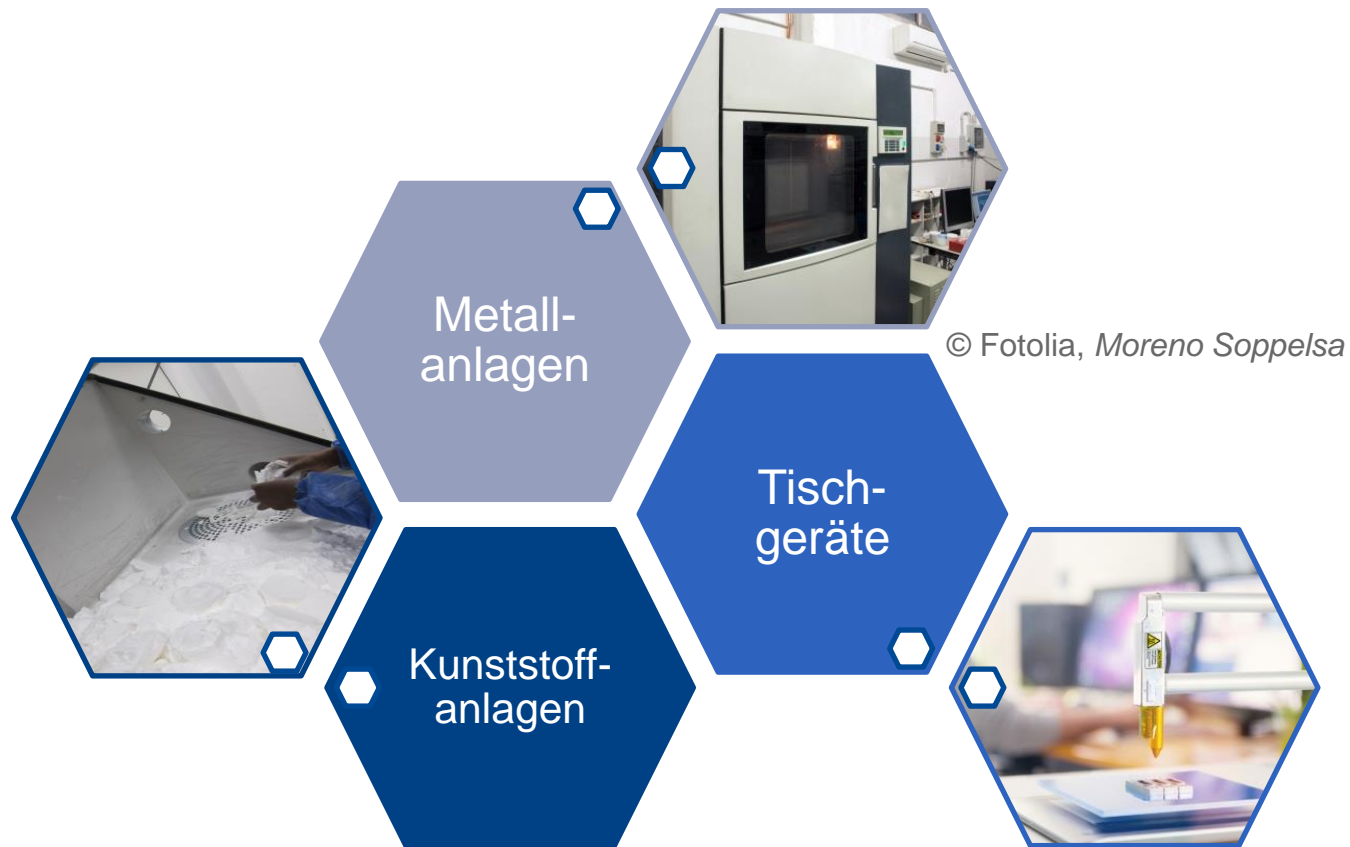 Metall-
anlagen
© Fotolia, Moreno Soppelsa
Tisch-
geräte
Kunststoff-
anlagen